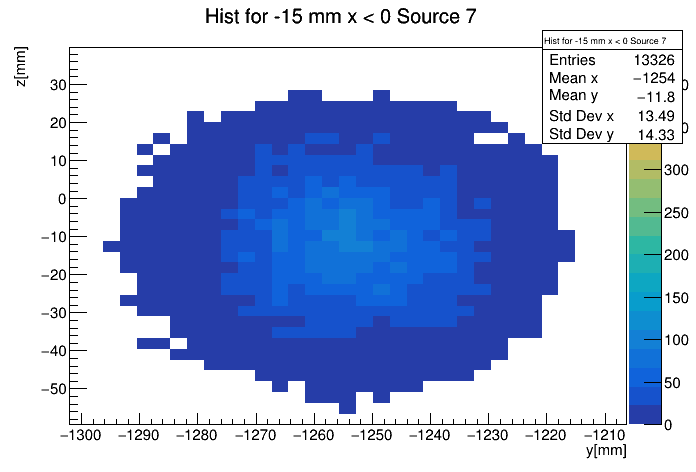 Hist for -15 mm x < 0 Source 7
z[mm]
Hist for -15 mm x < 0 Source 7
Entries 13326
Mean x −1254
Mean y −11.8
Std Dev x 13.49
Std Dev y 14.33
30
20
10
0
−10
−20
−30
−40
−50
300
250
200
150
100
50
0
−1300 −1290 −1280 −1270 −1260 −1250 −1240 −1230 −1220 −1210
y[mm]